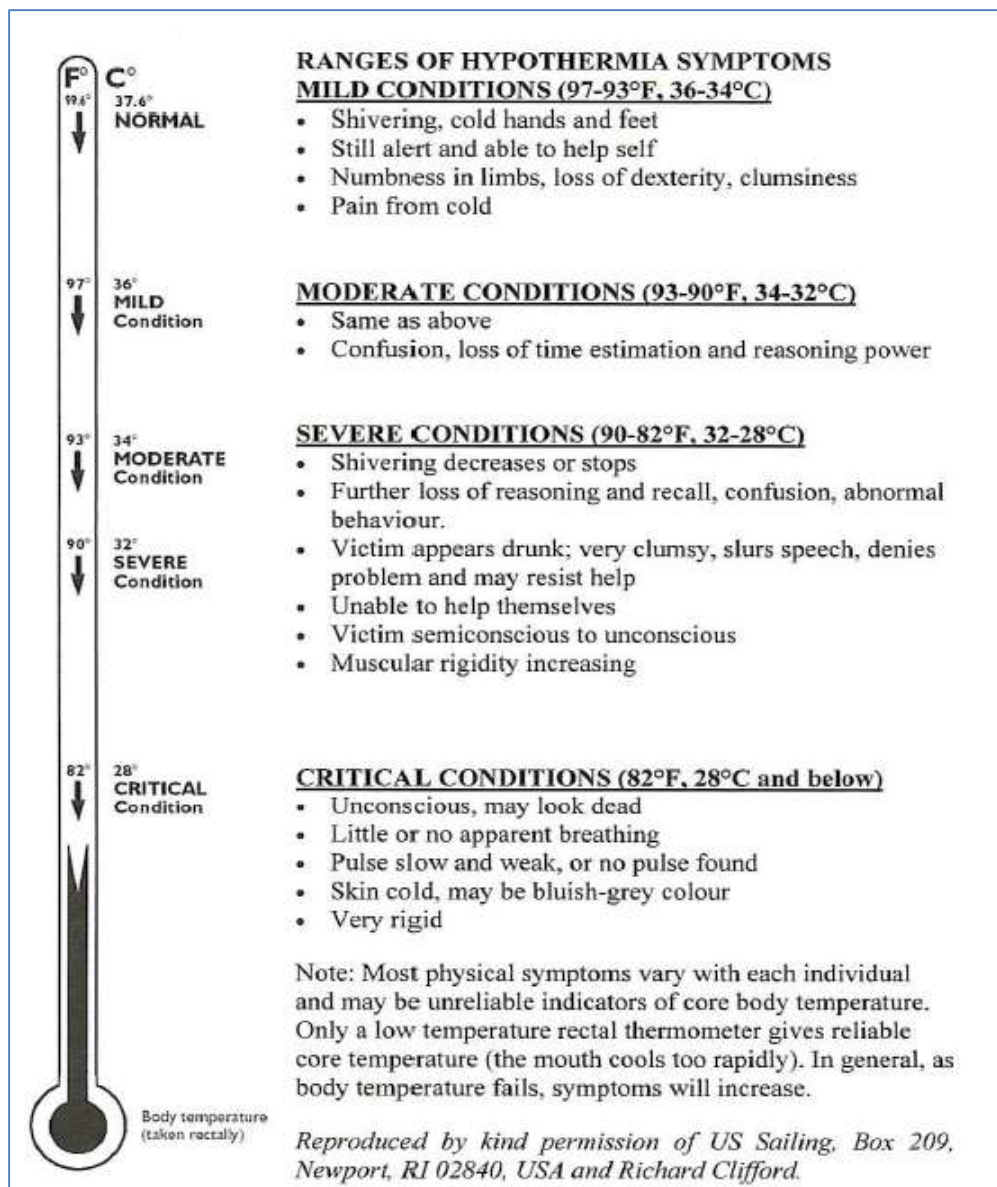 F° C°
99.6° 37.6°
NORMAL
97° 36°
MILD
Condition
93° 34°
MODERATE
Condition
90° 32°
SEVERE
Condition
82° 28°
CRITICAL
Condition
Body temperature
(taken rectally)
RANGES OF HYPOTHERMIA SYMPTOMS
MILD CONDITIONS (97-93°F, 36-34°C)
• Shivering, cold hands and feet
• Still alert and able to help self
• Numbness in limbs, loss of dexterity, clumsiness
• Pain from cold
MODERATE CONDITIONS (93-90°F, 34-32°C)
• Same as above
• Confusion, loss of time estimation and reasoning power
SEVERE CONDITIONS (90-82°F, 32-28°C)
• Shivering decreases or stops
• Further loss of reasoning and recall, confusion, abnormal
behaviour.
• Victim appears drunk; very clumsy, slurs speech, denies
problem and may resist help
• Unable to help themselves
• Victim semiconscious to unconscious
• Muscular rigidity increasing
CRITICAL CONDITIONS (82°F, 28°C and below)
• Unconscious, may look dead
• Little or no apparent breathing
• Pulse slow and weak, or no pulse found
• Skin cold, may be bluish-grey colour
• Very rigid
Note: Most physical symptoms vary with each individual
and may be unreliable indicators of core body temperature.
Only a low temperature rectal thermometer gives reliable
core temperature (the mouth cools too rapidly). In general, as
body temperature fails, symptoms will increase.
Reproduced by kind permission of US Sailing, Box 209,
Newport, RI 02840, USA and Richard Clifford.